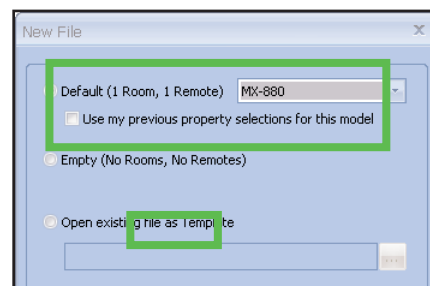 New File
x
Default (1 Room, 1 Remote) MX-880
Use my previous property selections for this model
Empty (No Rooms, No Remotes)
Open existing file as Template
...